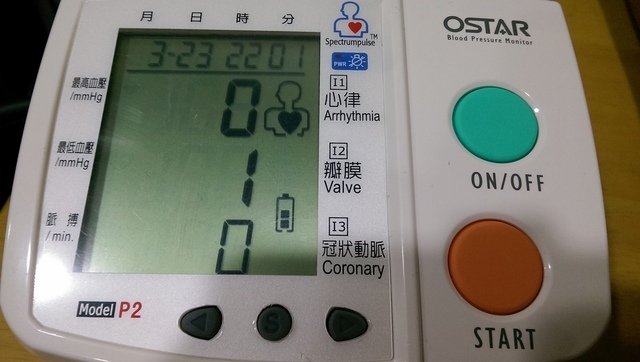 月 日 時 分
3-23 22 01
Spectrumpulse™
PWR
OSTAR
Blood Pressure Monitor
最高血壓
/mmHg
0
I1
心律
Arrhythmia
最低血壓
/mmHg
1
I2
瓣膜
Valve
脈 搏
/min.
0
I3
冠狀動脈
Coronary
ON/OFF
START
Model P2
S